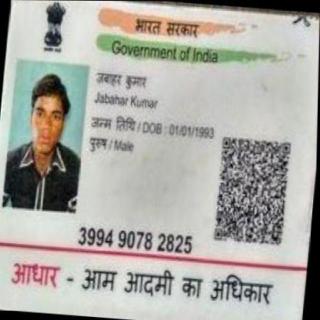 भारत सरकार
Government of India
जबाहर कुमार
Jabahar Kumar
जन्म तिथि / DOB : 01/01/1993
पुरुष / Male
3994 9078 2825
आधार - आम आदमी का अधिकार